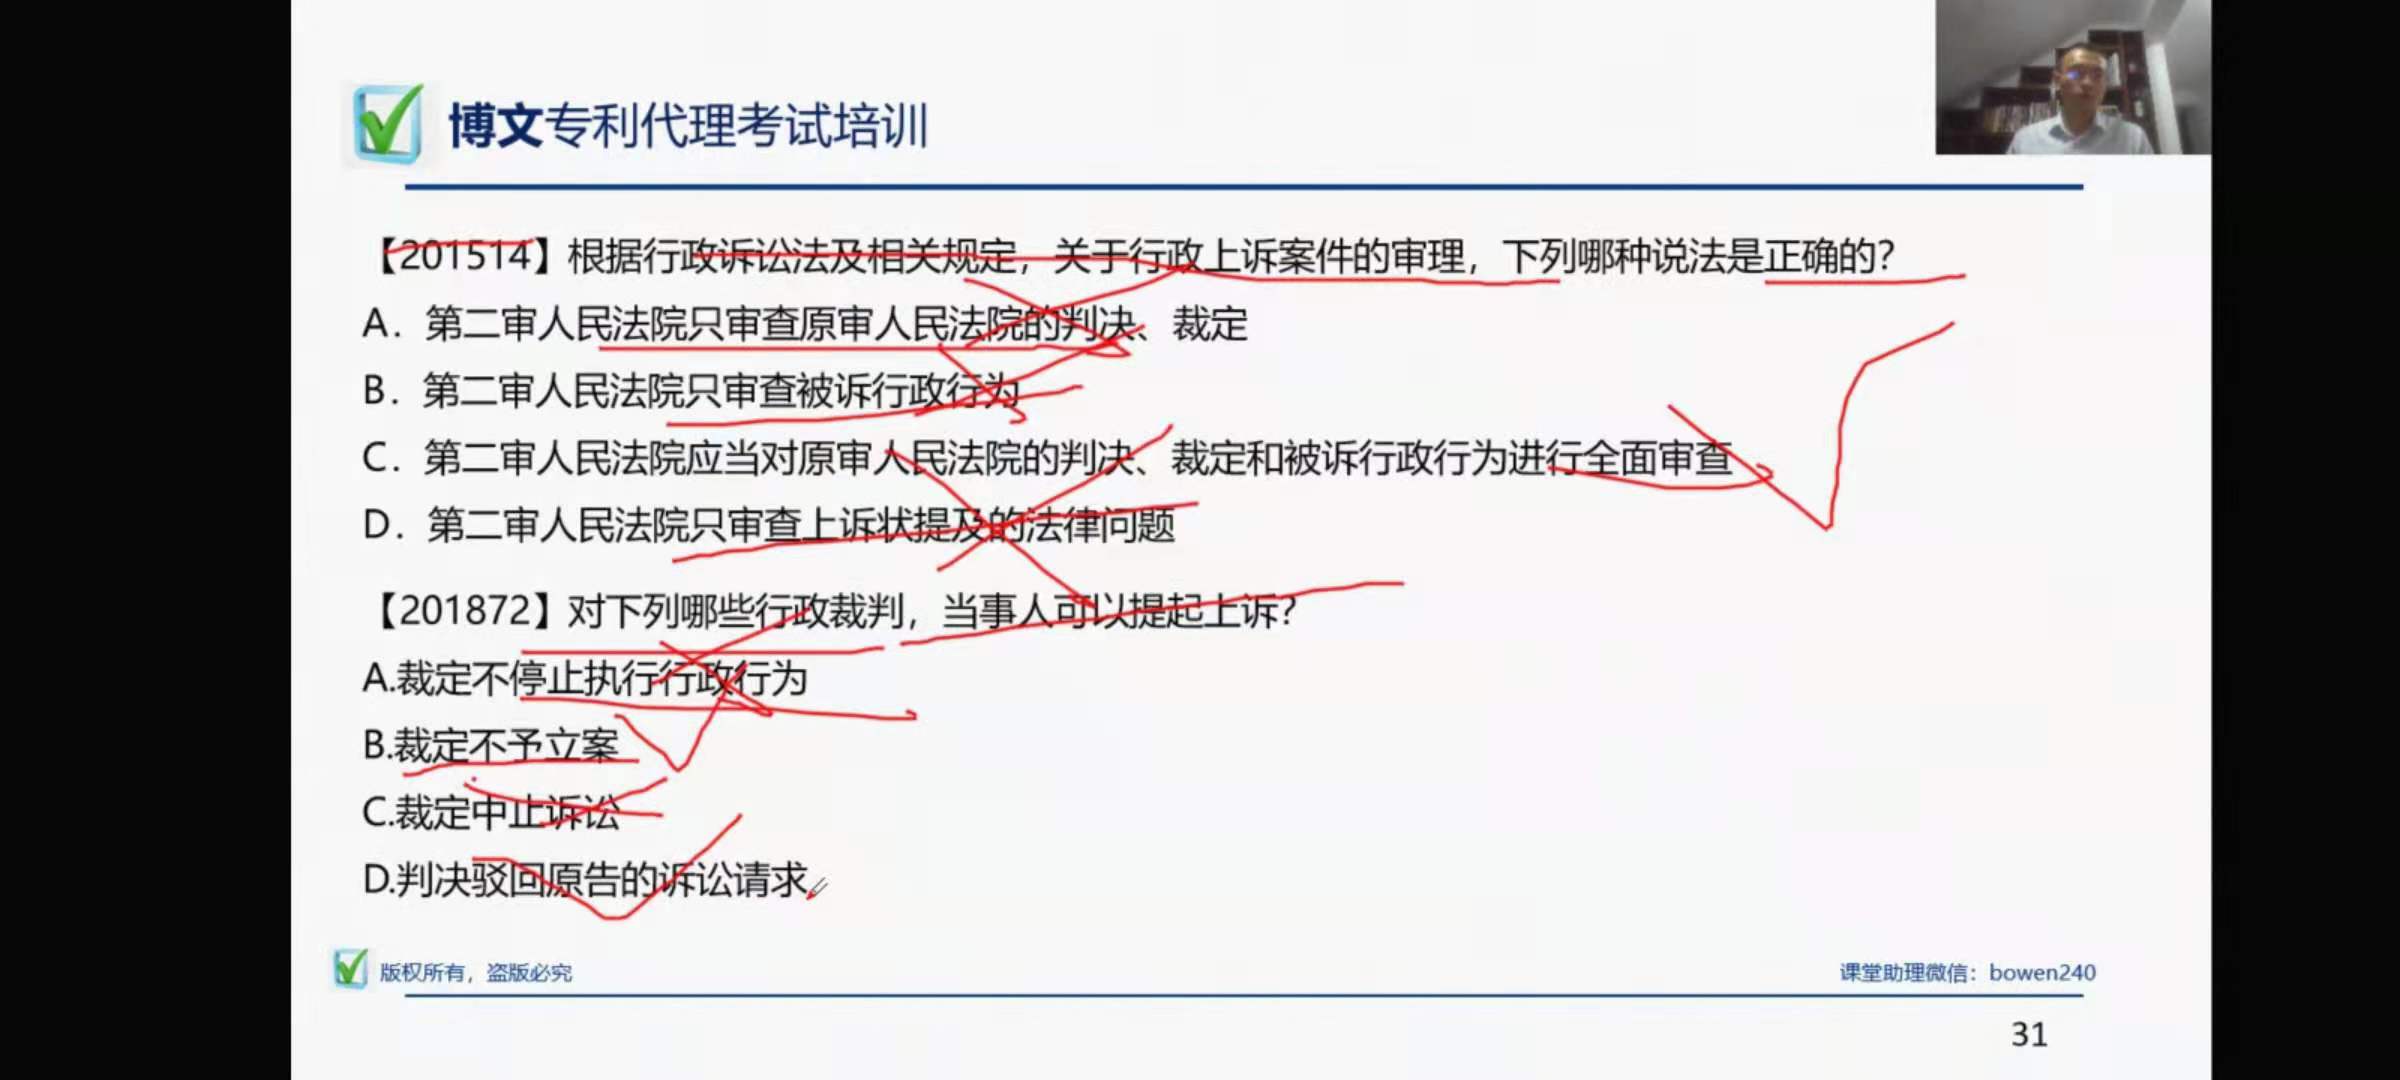 博文专利代理考试培训
【201514】根据行政诉讼法及相关规定，关于行政上诉案件的审理，下列哪种说法是正确的?
A. 第二审人民法院只审查原审人民法院的判决、裁定
B. 第二审人民法院只审查被诉行政行为
C. 第二审人民法院应当对原审人民法院的判决、裁定和被诉行政行为进行全面审查
D. 第二审人民法院只审查上诉状提及的法律问题
【201872】对下列哪些行政裁判，当事人可以提起上诉?
A.裁定不停止执行行政行为
B.裁定不予立案
C.裁定中止诉讼
D.判决驳回原告的诉讼请求
版权所有，盗版必究
课堂助理微信：bowen240
31